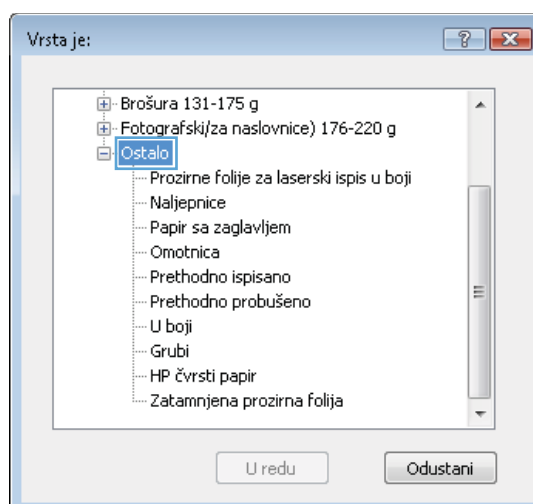 Vrsta je:
Brošura 131-175 g
Fotografski/za naslovnice) 176-220 g
Ostalo
Prozirne folije za laserski ispis u boji
Naljepnice
Papir sa zaglavljem
Omotnica
Prethodno ispisano
Prethodno probušeno
U boji
Grubi
HP čvrsti papir
Zatamnjena prozirna folija
U redu Odustani